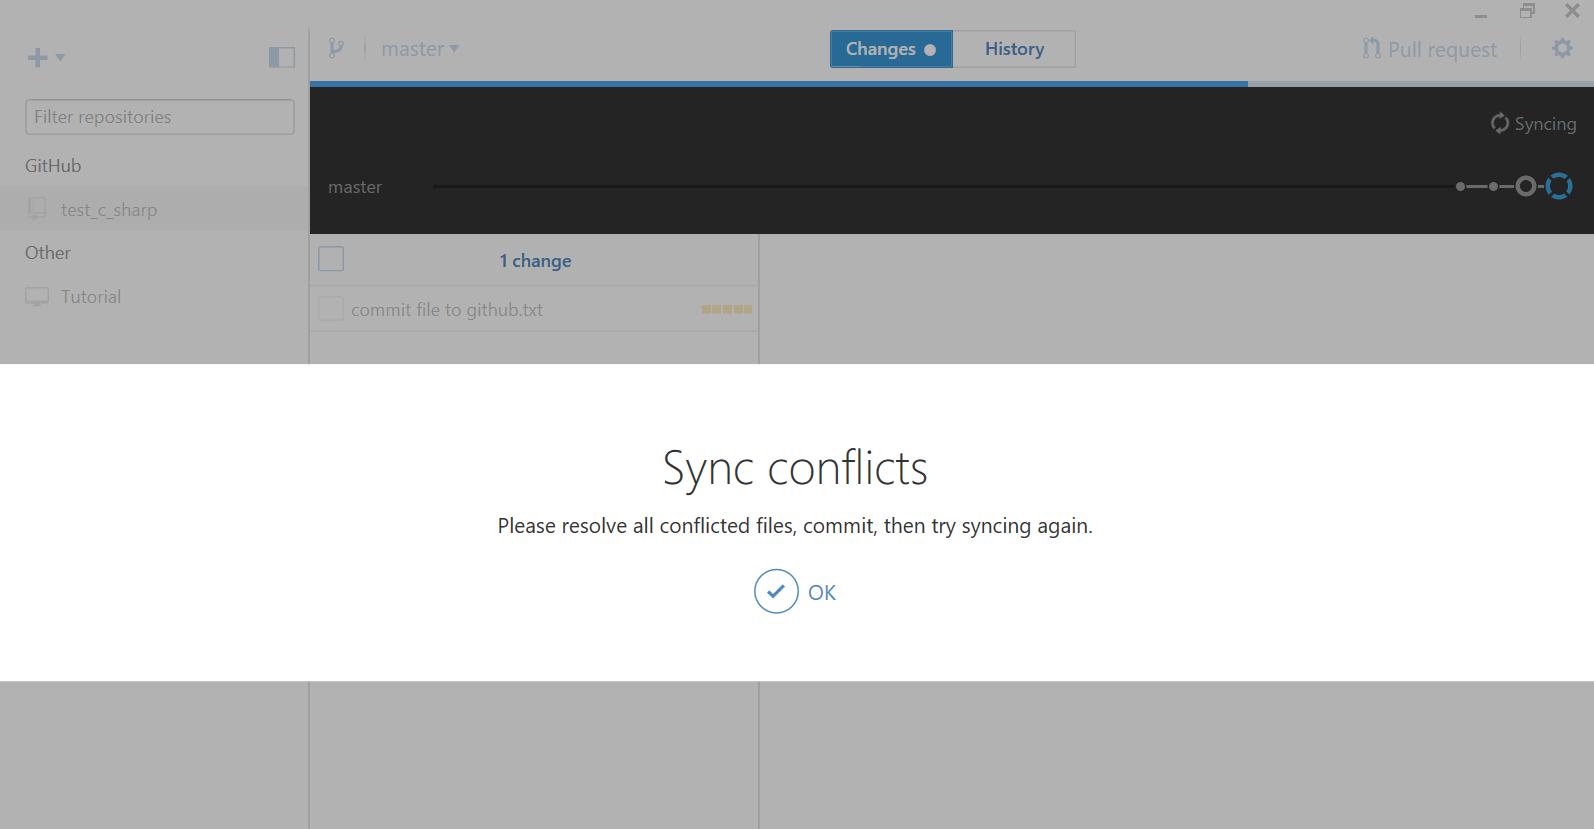 master
Changes
History
Pull request
Filter repositories
GitHub
test_c_sharp
Other
Tutorial
Syncing
master
1 change
commit file to github.txt
Sync conflicts
Please resolve all conflicted files, commit, then try syncing again.
OK